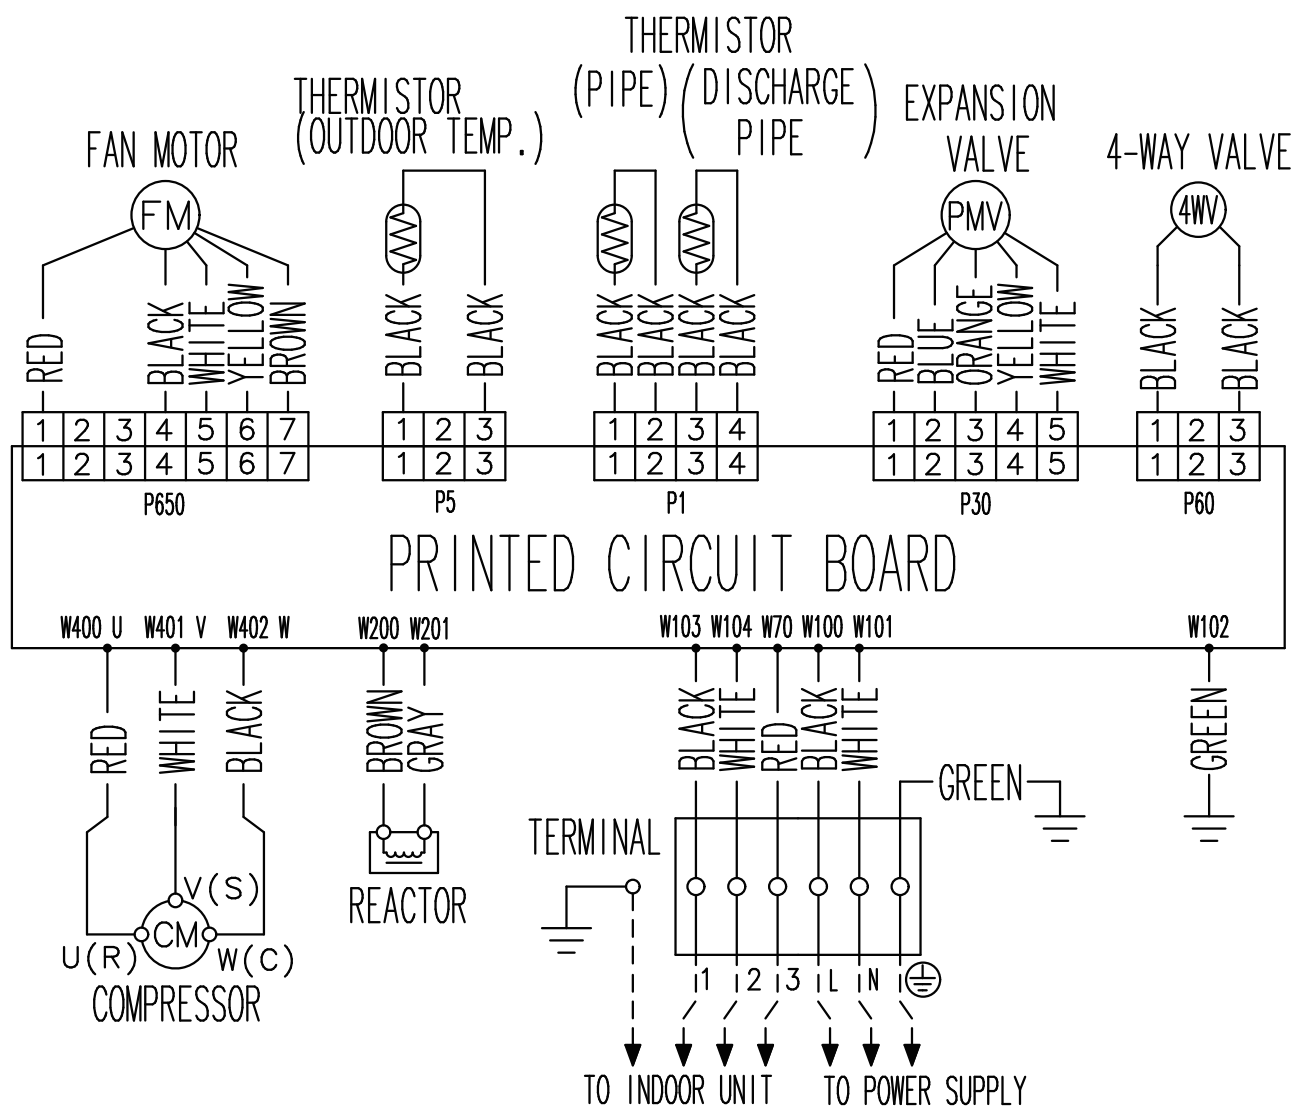 THERMISTOR
(PIPE) (DISCHARGE PIPE)
THERMISTOR
(OUTDOOR TEMP.)
EXPANSION
VALVE
FAN MOTOR
4-WAY VALVE
FM
PMV
4WV
RED BLACK WHITE YELLOW BROWN
BLACK BLACK
BLACK BLACK BLACK BLACK
RED BLUE ORANGE YELLOW WHITE
BLACK BLACK
1 2 3 4 5 6 7
1 2 3
1 2 3 4
1 2 3 4 5
1 2 3
1 2 3 4 5 6 7
1 2 3
1 2 3 4
1 2 3 4 5
1 2 3
P650
P5
P1
P30
P60
PRINTED CIRCUIT BOARD
W400 U W401 V W402 W
W200 W201
W103 W104 W70 W100 W101
W102
RED WHITE BLACK
BROWN GRAY
BLACK WHITE RED BLACK WHITE
GREEN
GREEN
TERMINAL
V(S)
REACTOR
CM
U(R)
W(C)
COMPRESSOR
1 2 3 L N
TO INDOOR UNIT
TO POWER SUPPLY